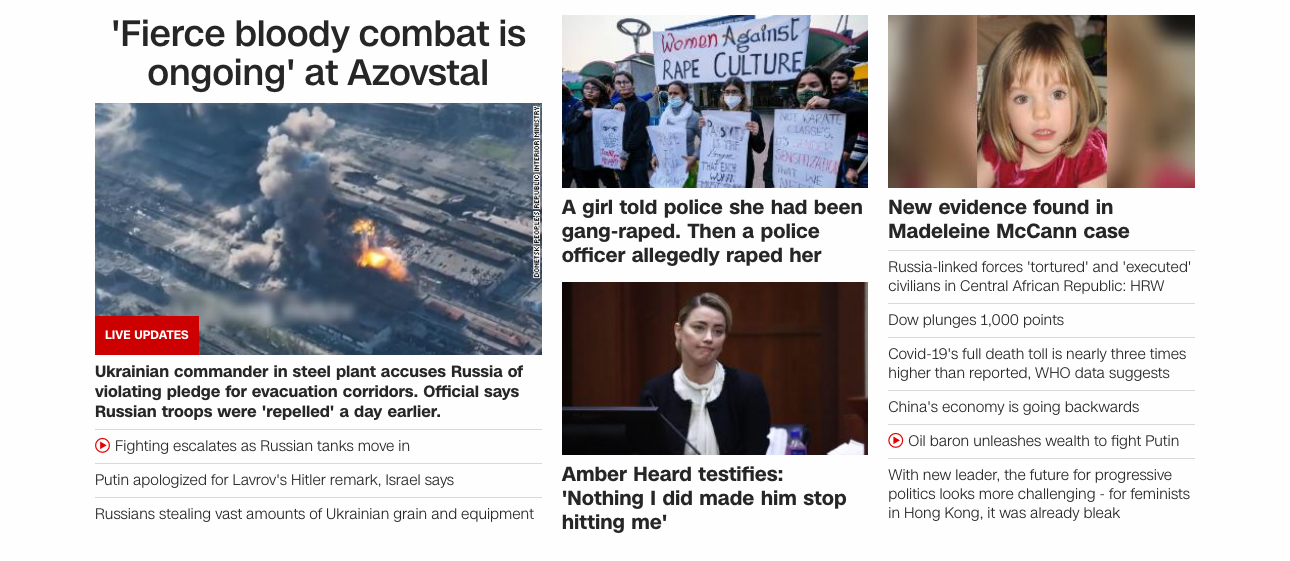 'Fierce bloody combat is
ongoing' at Azovstal
DONETSK PEOPLE'S REPUBLIC INTERIOR MINISTRY
LIVE UPDATES
Ukrainian commander in steel plant accuses Russia of
violating pledge for evacuation corridors. Official says
Russian troops were 'repelled' a day earlier.
Fighting escalates as Russian tanks move in
Putin apologized for Lavrov's Hitler remark, Israel says
Russians stealing vast amounts of Ukrainian grain and equipment
Women Against
RAPE CULTURE
A girl told police she had been
gang-raped. Then a police
officer allegedly raped her
Amber Heard testifies:
'Nothing I did made him stop
hitting me'
New evidence found in
Madeleine McCann case
Russia-linked forces 'tortured' and 'executed'
civilians in Central African Republic: HRW
Dow plunges 1,000 points
Covid-19's full death toll is nearly three times
higher than reported, WHO data suggests
China's economy is going backwards
Oil baron unleashes wealth to fight Putin
With new leader, the future for progressive
politics looks more challenging - for feminists
in Hong Kong, it was already bleak